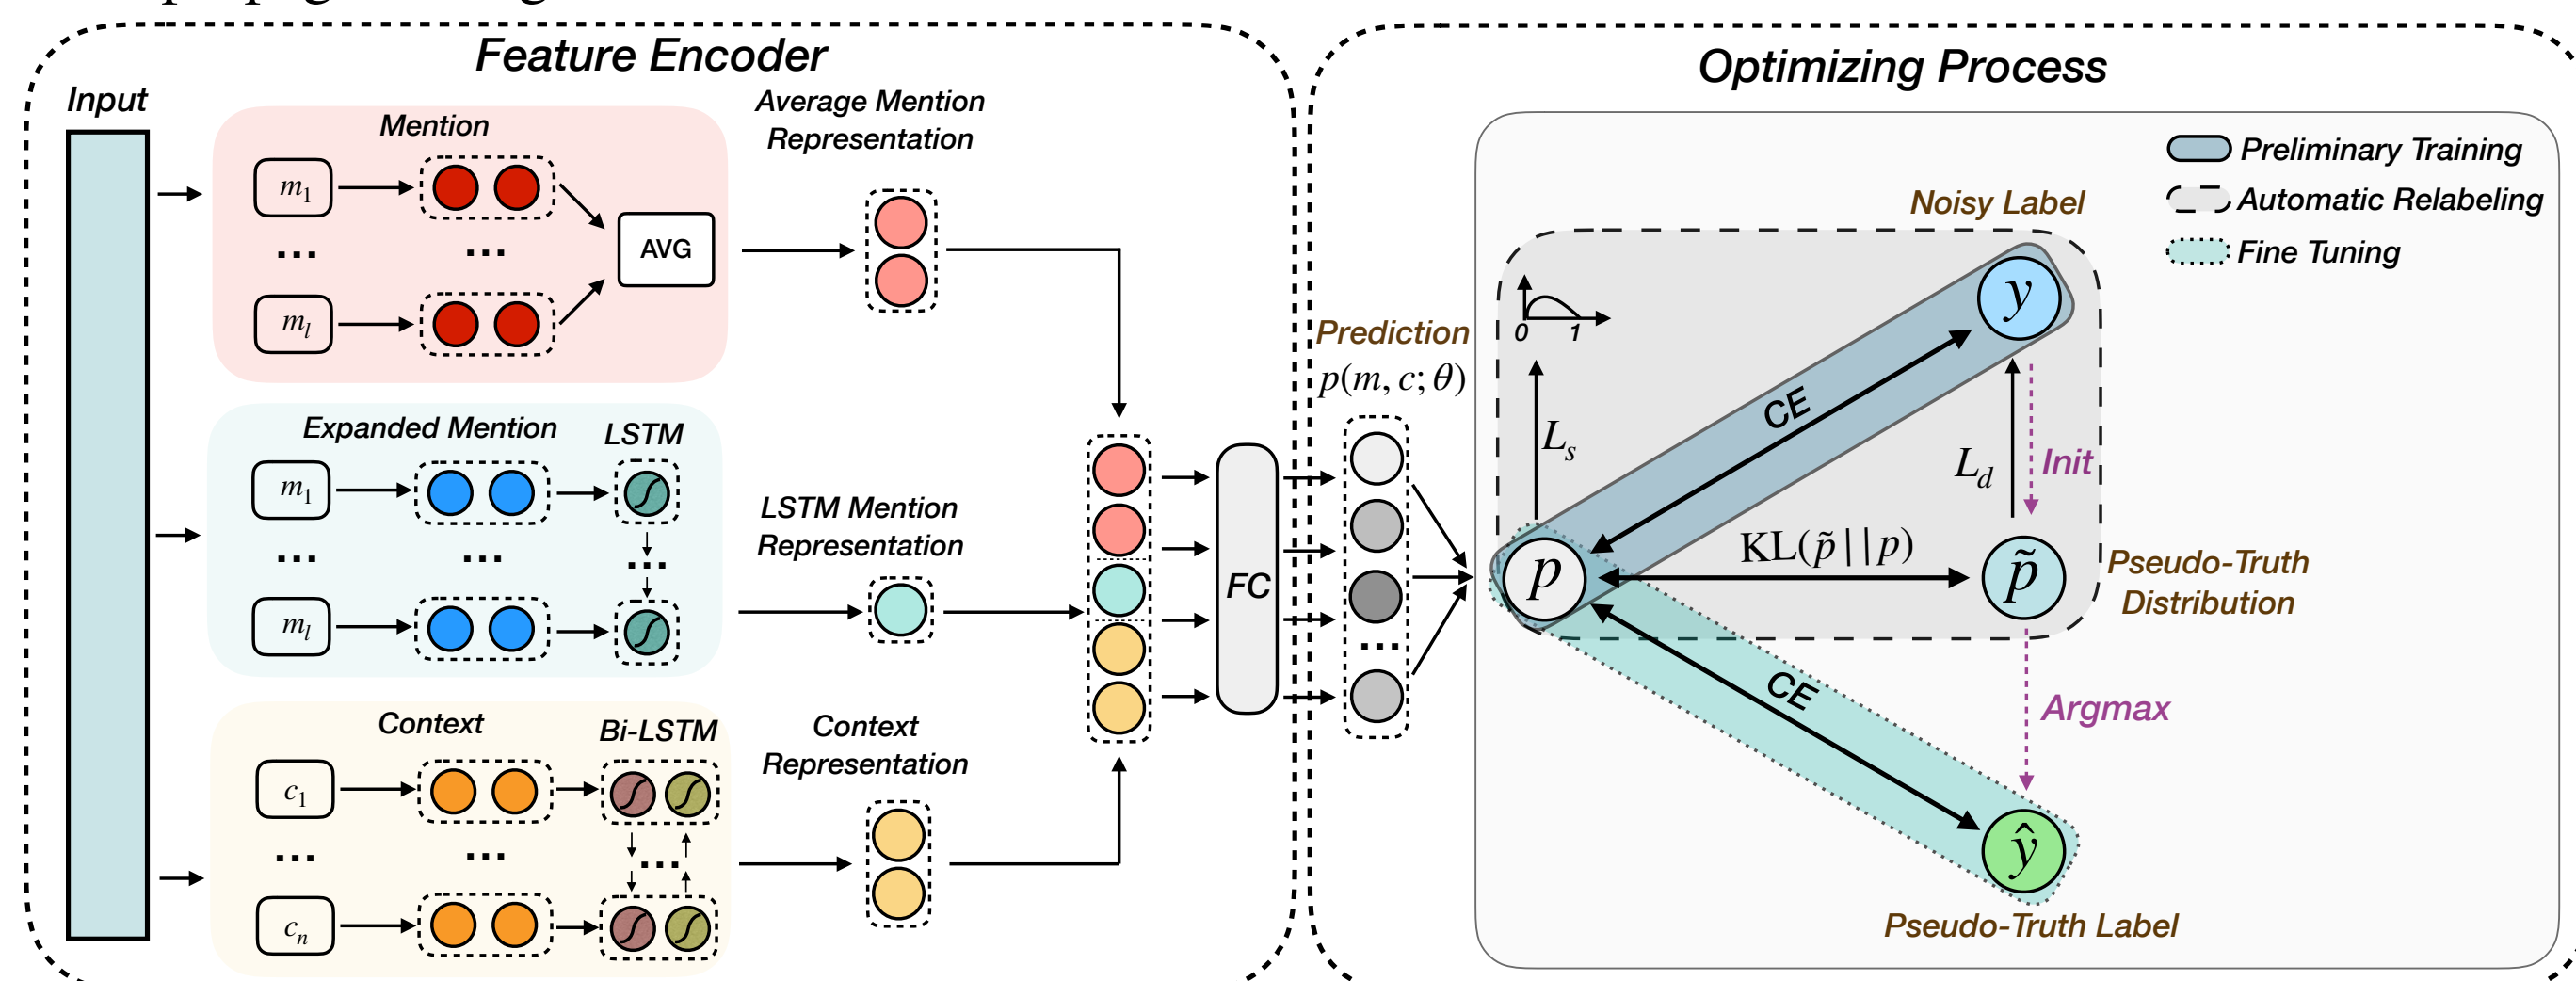 Feature Encoder
Input
Mention
m1
...
...
ml
AVG
Average Mention
Representation
Expanded Mention
LSTM
m1
...
...
...
ml
LSTM Mention
Representation
Context
Bi-LSTM
c1
...
...
...
cn
Context
Representation
FC
Optimizing Process
Prediction
p(m, c; θ)
...
Preliminary Training
Automatic Relabeling
Fine Tuning
Noisy Label
y
0 1
CE
Ls
Ld
Init
KL(p̃||p)
p
p̃
Pseudo-Truth
Distribution
CE
Argmax
ŷ
Pseudo-Truth Label